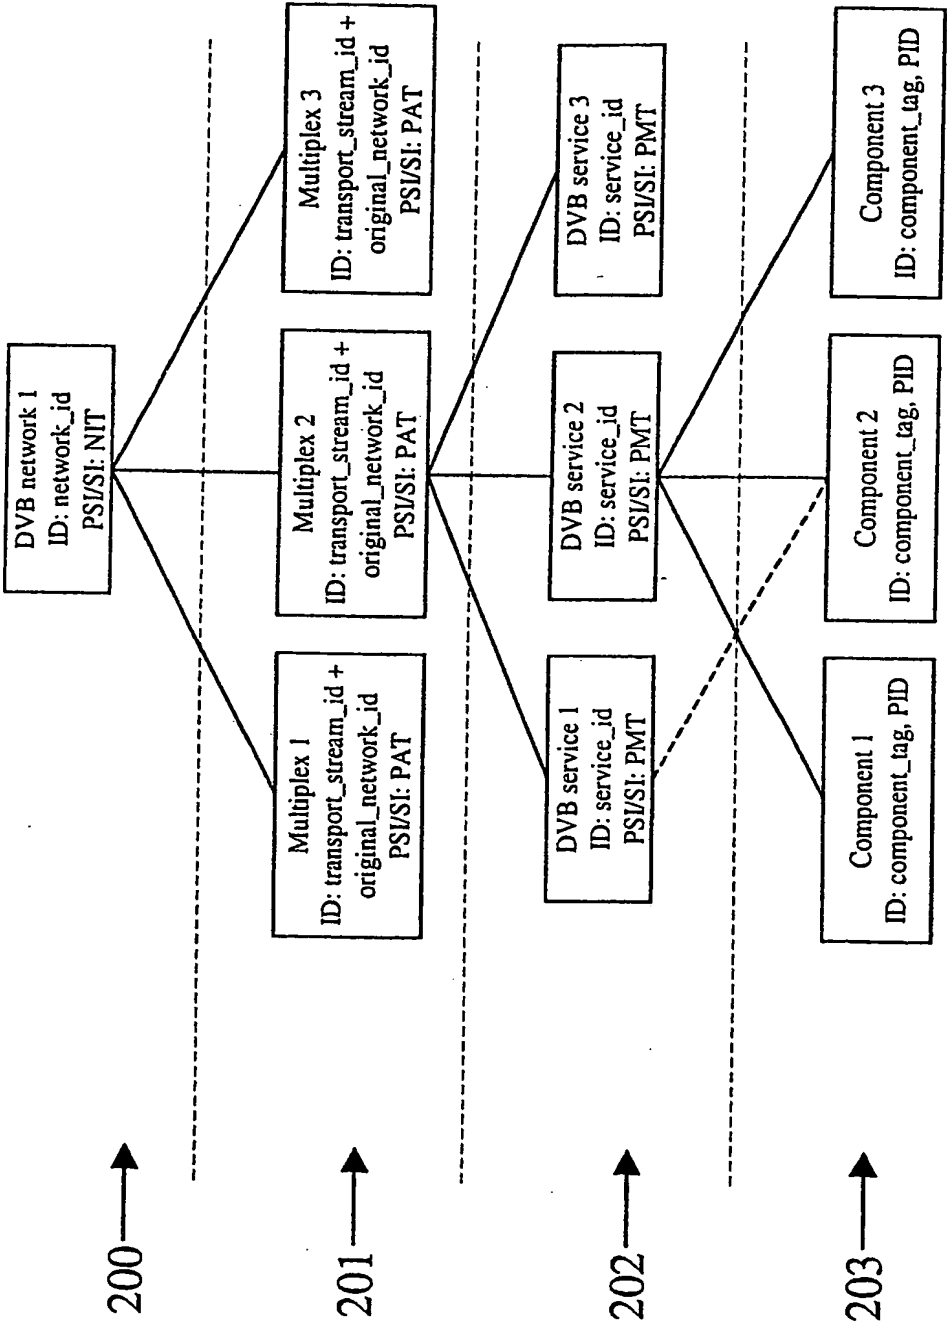 200
DVB network 1
ID: network_id
PSI/SI: NIT
201
Multiplex 1
ID: transport_stream_id +
original_network_id
PSI/SI: PAT
Multiplex 2
ID: transport_stream_id +
original_network_id
PSI/SI: PAT
Multiplex 3
ID: transport_stream_id +
original_network_id
PSI/SI: PAT
202
DVB service 1
ID: service_id
PSI/SI: PMT
DVB service 2
ID: service_id
PSI/SI: PMT
DVB service 3
ID: service_id
PSI/SI: PMT
203
Component 1
ID: component_tag, PID
Component 2
ID: component_tag, PID
Component 3
ID: component_tag, PID